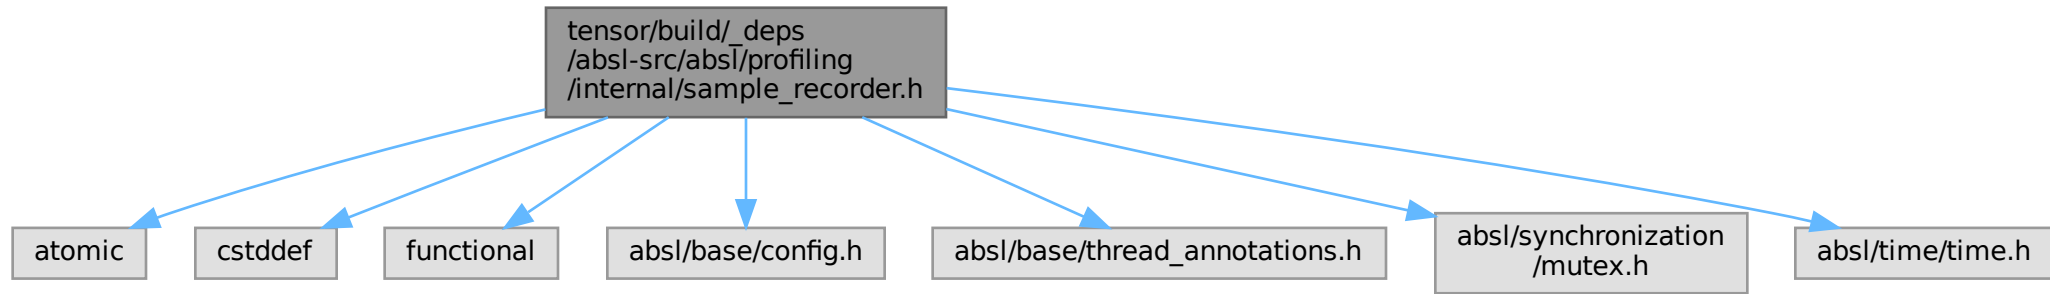 tensor/build/_deps
/absl-src/absl/profiling
/internal/sample_recorder.h
atomic
cstddef
functional
absl/base/config.h
absl/base/thread_annotations.h
absl/synchronization
/mutex.h
absl/time/time.h